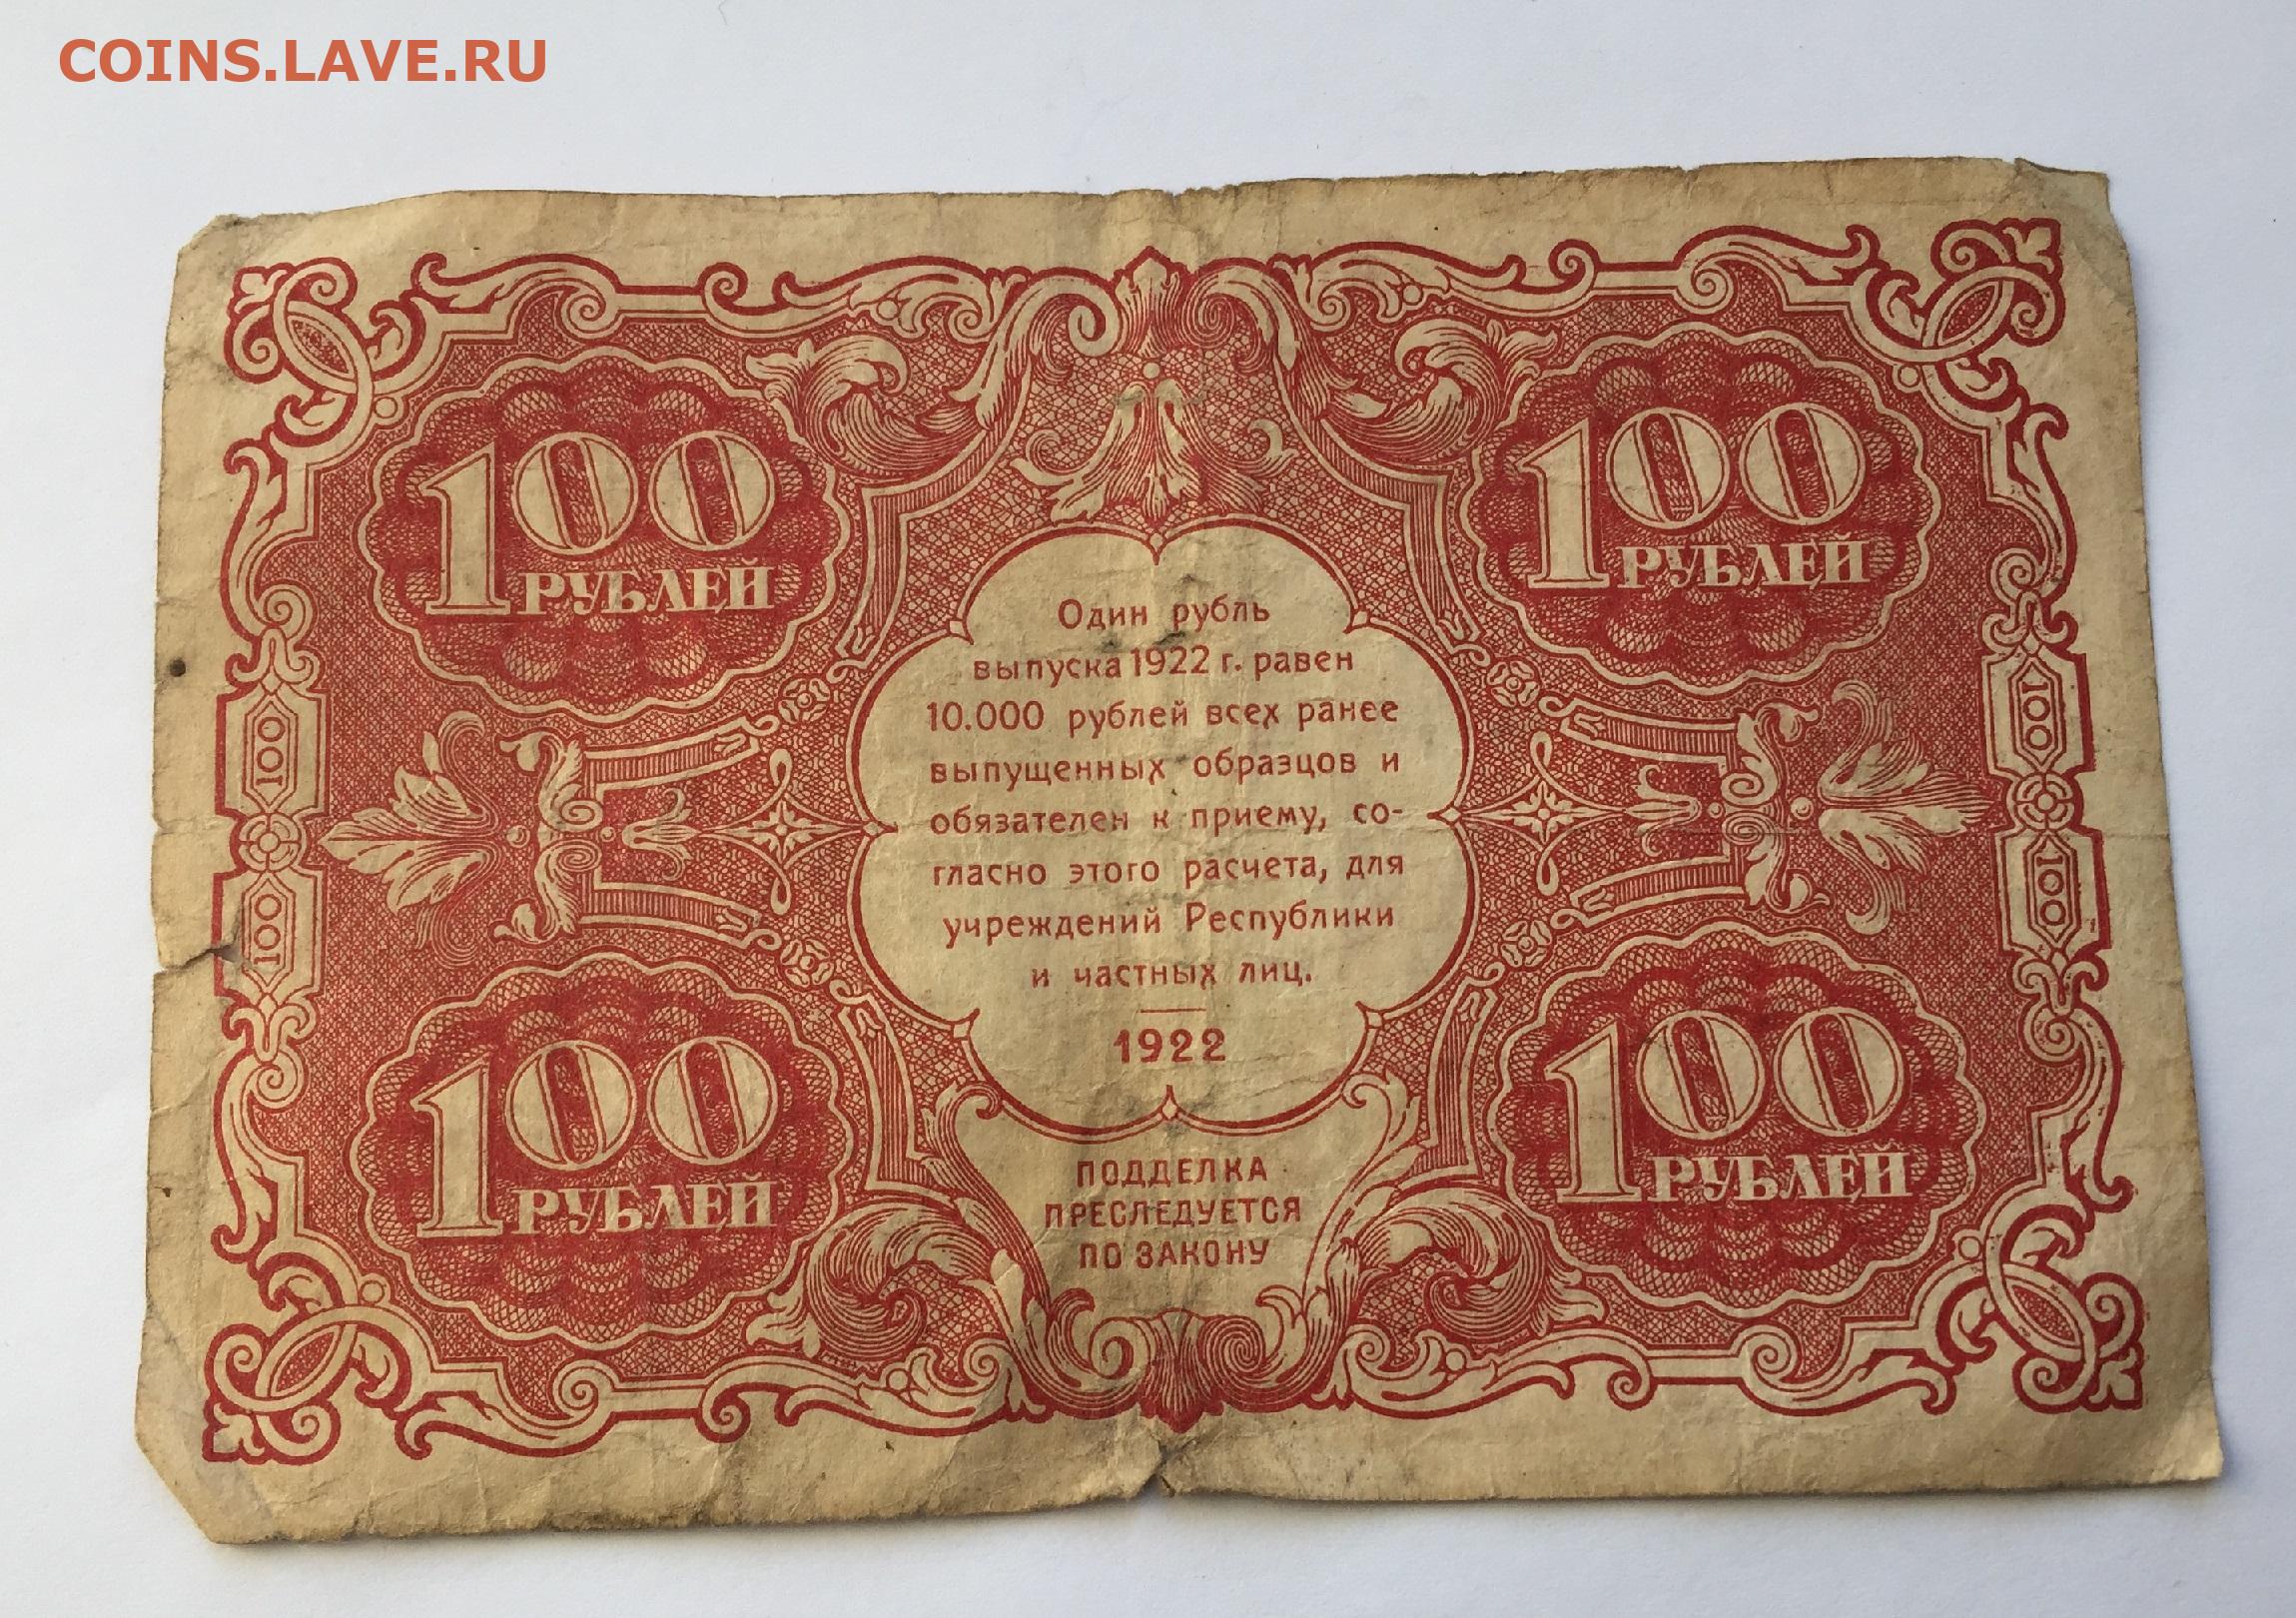 COINS.LAVE.RU
100 РУБЛЕЙ
100 РУБЛЕЙ
Один рубль
выпуска 1922 г. равен
10.000 рублей всех ранее
выпущенных образцов и
обязателен к приему, со-
гласно этого расчета, для
учреждений Республики
и частных лиц.
1922
100
100
100
100
100 РУБЛЕЙ
100 РУБЛЕЙ
ПОДДЕЛКА
ПРЕСЛЕДУЕТСЯ
ПО ЗАКОНУ